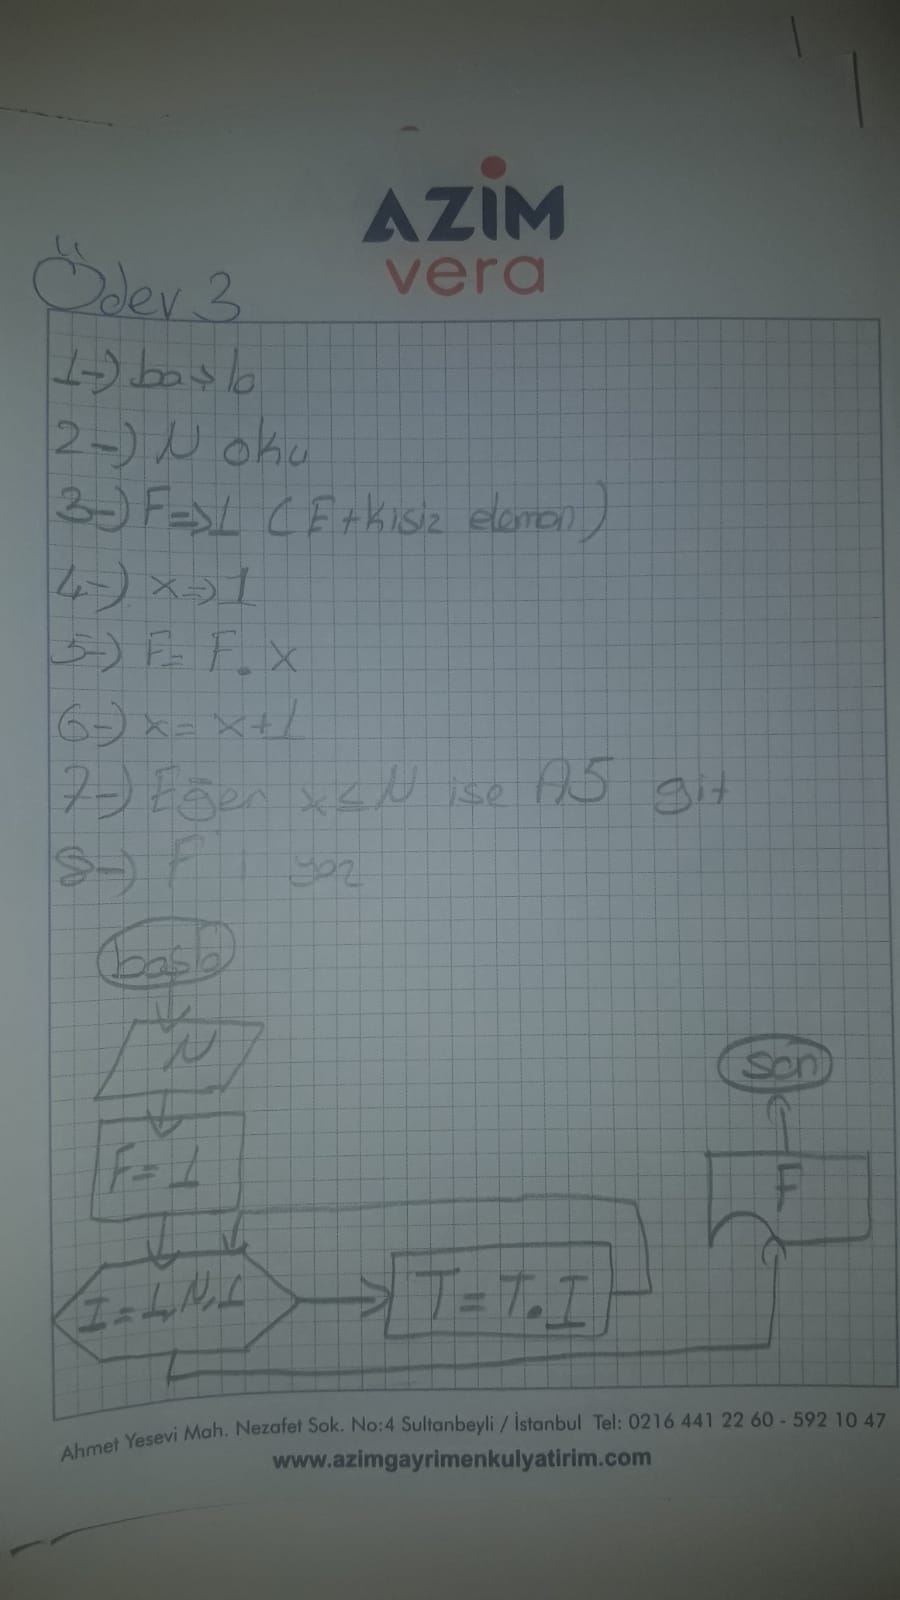 AZİM
vera
Ödev 3
1-) başla
2-) N oku
3-) F=>1 (Etkisiz eleman)
4-) x=>1
5-) F= F.x
6-) x= x+1
7-) Eğer x≤N ise A5 git
8-) F ı yaz
başla
N
F=1
I=1,N,1
T=T.I
F
son
Ahmet Yesevi Mah. Nezafet Sok. No:4 Sultanbeyli / İstanbul Tel: 0216 441 22 60 - 592 10 47
www.azimgayrimenkulyatirim.com